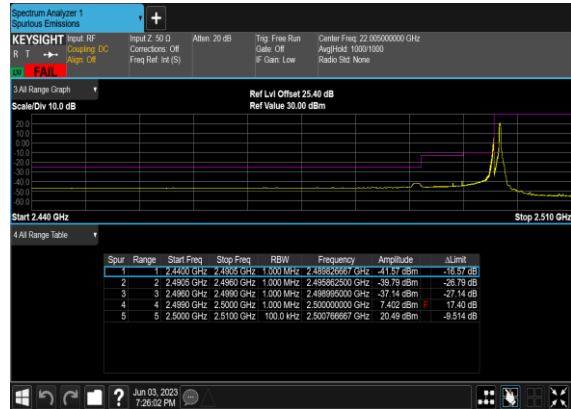 Spectrum Analyzer 1
Spurious Emissions
KEYSIGHT Input: RF Input Z: 50 Ω Atten: 20 dB Trig: Free Run Center Freq: 22.005000000 GHz
R T Coupling: DC Corrections: Off Gate: Off Avg|Hold: 1000/1000
Align: Off Freq Ref: Int (S) IF Gain: Low Radio Std: None
FAIL
3 All Range Graph
Ref Lvl Offset 25.40 dB
Scale/Div 10.0 dB Ref Value 30.00 dBm
20.0
10.0
0.00
-10.0
-20.0
-30.0
-40.0
-50.0
-60.0
Start 2.440 GHz Stop 2.510 GHz
4 All Range Table
Spur Range Start Freq Stop Freq RBW Frequency Amplitude ΔLimit
1 1 2.4400 GHz 2.4905 GHz 1.000 MHz 2.489826667 GHz -41.57 dBm -16.57 dB
2 2 2.4905 GHz 2.4960 GHz 1.000 MHz 2.495862500 GHz -39.79 dBm -26.79 dB
3 3 2.4960 GHz 2.4990 GHz 1.000 MHz 2.498995000 GHz -37.14 dBm -27.14 dB
4 4 2.4990 GHz 2.5000 GHz 1.000 MHz 2.500000000 GHz 7.402 dBm F 17.40 dB
5 5 2.5000 GHz 2.5100 GHz 100.0 kHz 2.500766667 GHz 20.49 dBm -9.514 dB
? Jun 03, 2023
7:26:02 PM